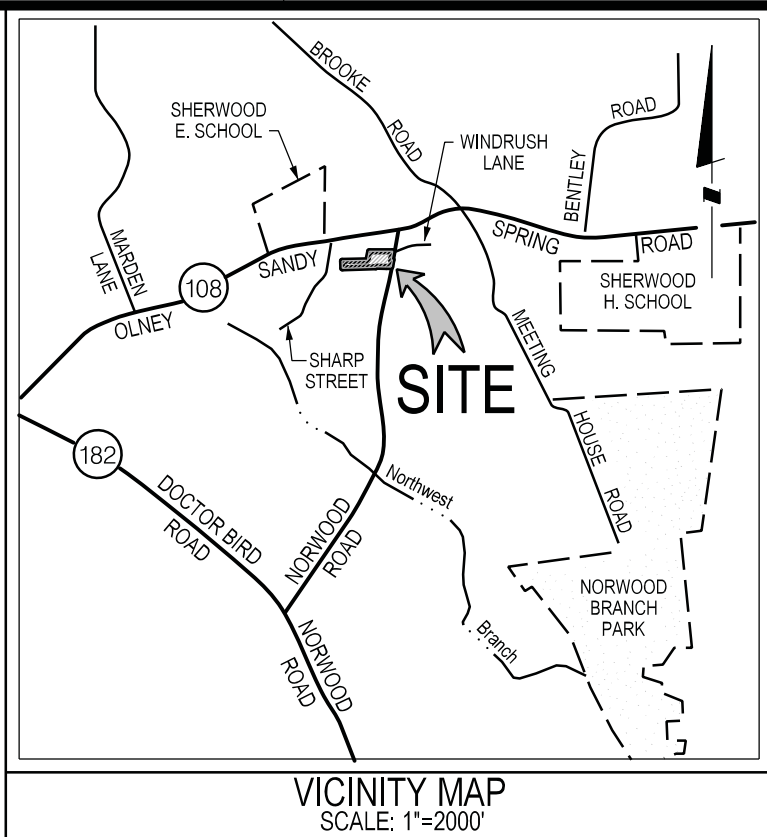 BROOKE
ROAD
SHERWOOD
E. SCHOOL
WINDRUSH
LANE
BENTLEY
ROAD
MARDEN
LANE
108
OLNEY
SANDY
SPRING
ROAD
SHERWOOD
H. SCHOOL
SHARP
STREET
SITE
MEETING
HOUSE
ROAD
182
DOCTOR BIRD
ROAD
NORWOOD
ROAD
Northwest
Branch
NORWOOD
BRANCH
PARK
NORWOOD
ROAD
VICINITY MAP
SCALE: 1"=2000'